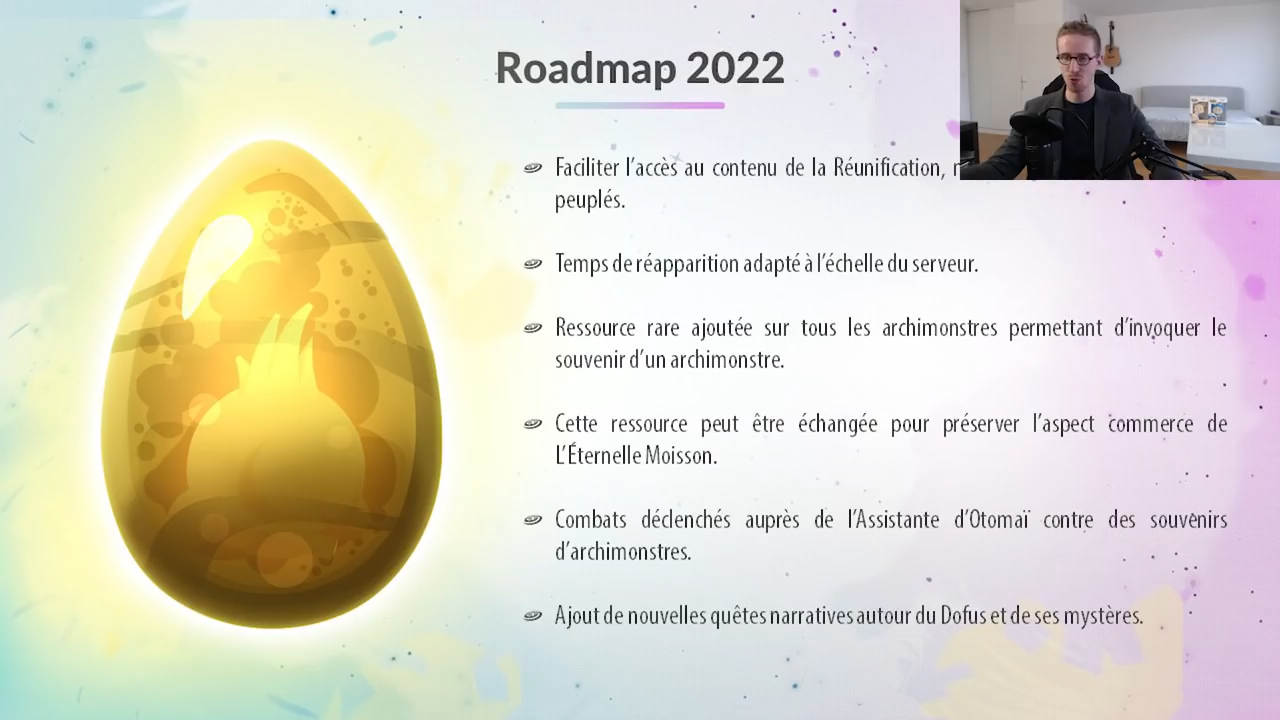 Roadmap 2022
Faciliter l'accès au contenu de la Réunification,
peuplés.
Temps de réapparition adapté à l'échelle du serveur.
Ressource rare ajoutée sur tous les archimonstres permettant d'invoquer le
souvenir d'un archimonstre.
Cette ressource peut être échangée pour préserver l'aspect commerce de
L'Éternelle Moisson.
Combats déclenchés auprès de l'Assistante d'Otomaï contre des souvenirs
d'archimonstres.
Ajout de nouvelles quêtes narratives autour du Dofus et de ses mystères.